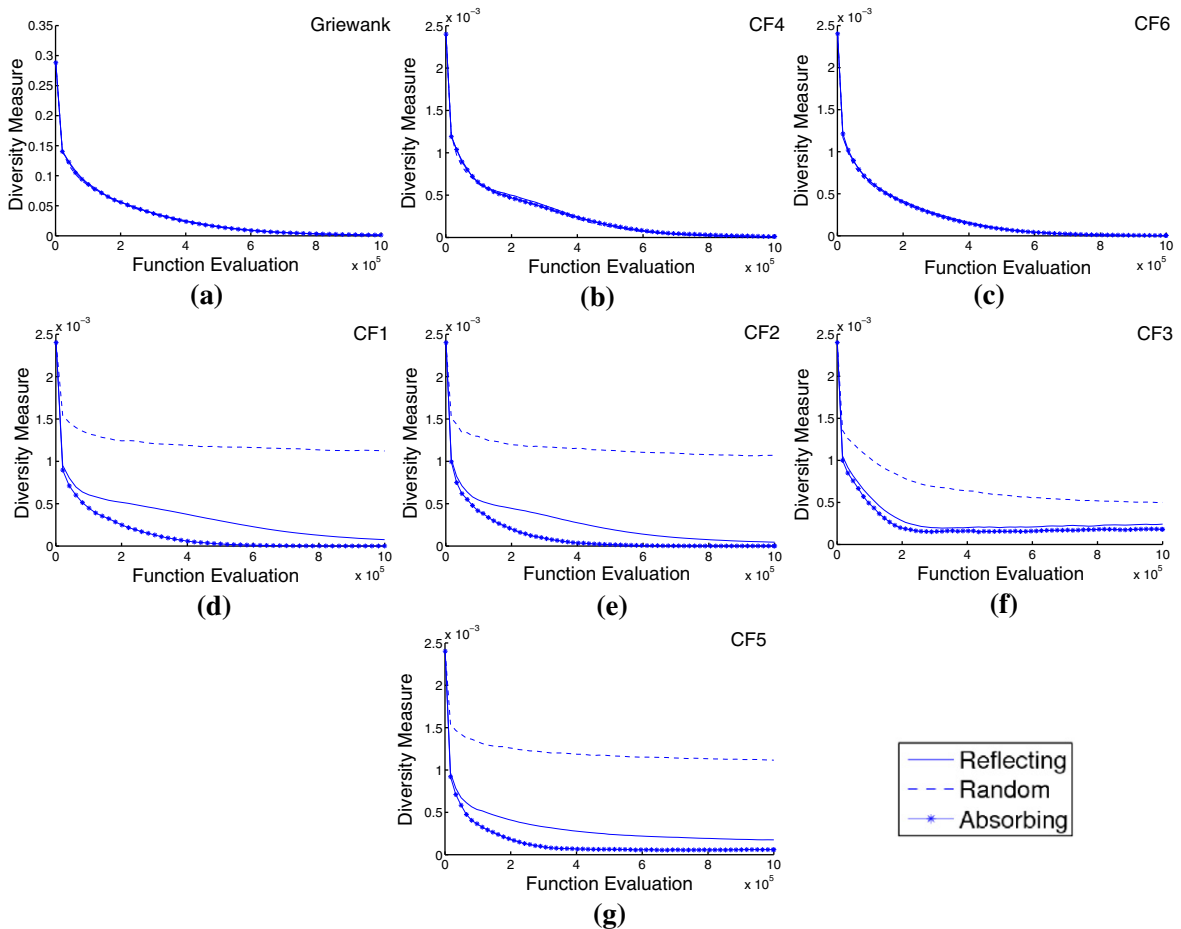 Griewank
0.35
0.3
0.25
0.2
0.15
0.1
0.05
0
Diversity Measure
0 2 4 6 8 10
x 10^5
Function Evaluation
(a)
CF4
x 10^-3
2.5
2
1.5
1
0.5
0
Diversity Measure
0 2 4 6 8 10
x 10^5
Function Evaluation
(b)
CF6
x 10^-3
2.5
2
1.5
1
0.5
0
Diversity Measure
0 2 4 6 8 10
x 10^5
Function Evaluation
(c)
CF1
x 10^-3
2.5
2
1.5
1
0.5
0
Diversity Measure
0 2 4 6 8 10
x 10^5
Function Evaluation
(d)
CF2
x 10^-3
2.5
2
1.5
1
0.5
0
Diversity Measure
0 2 4 6 8 10
x 10^5
Function Evaluation
(e)
CF3
x 10^-3
2.5
2
1.5
1
0.5
0
Diversity Measure
0 2 4 6 8 10
x 10^5
Function Evaluation
(f)
CF5
x 10^-3
2.5
2
1.5
1
0.5
0
Diversity Measure
0 2 4 6 8 10
x 10^5
Function Evaluation
(g)
Reflecting
Random
Absorbing